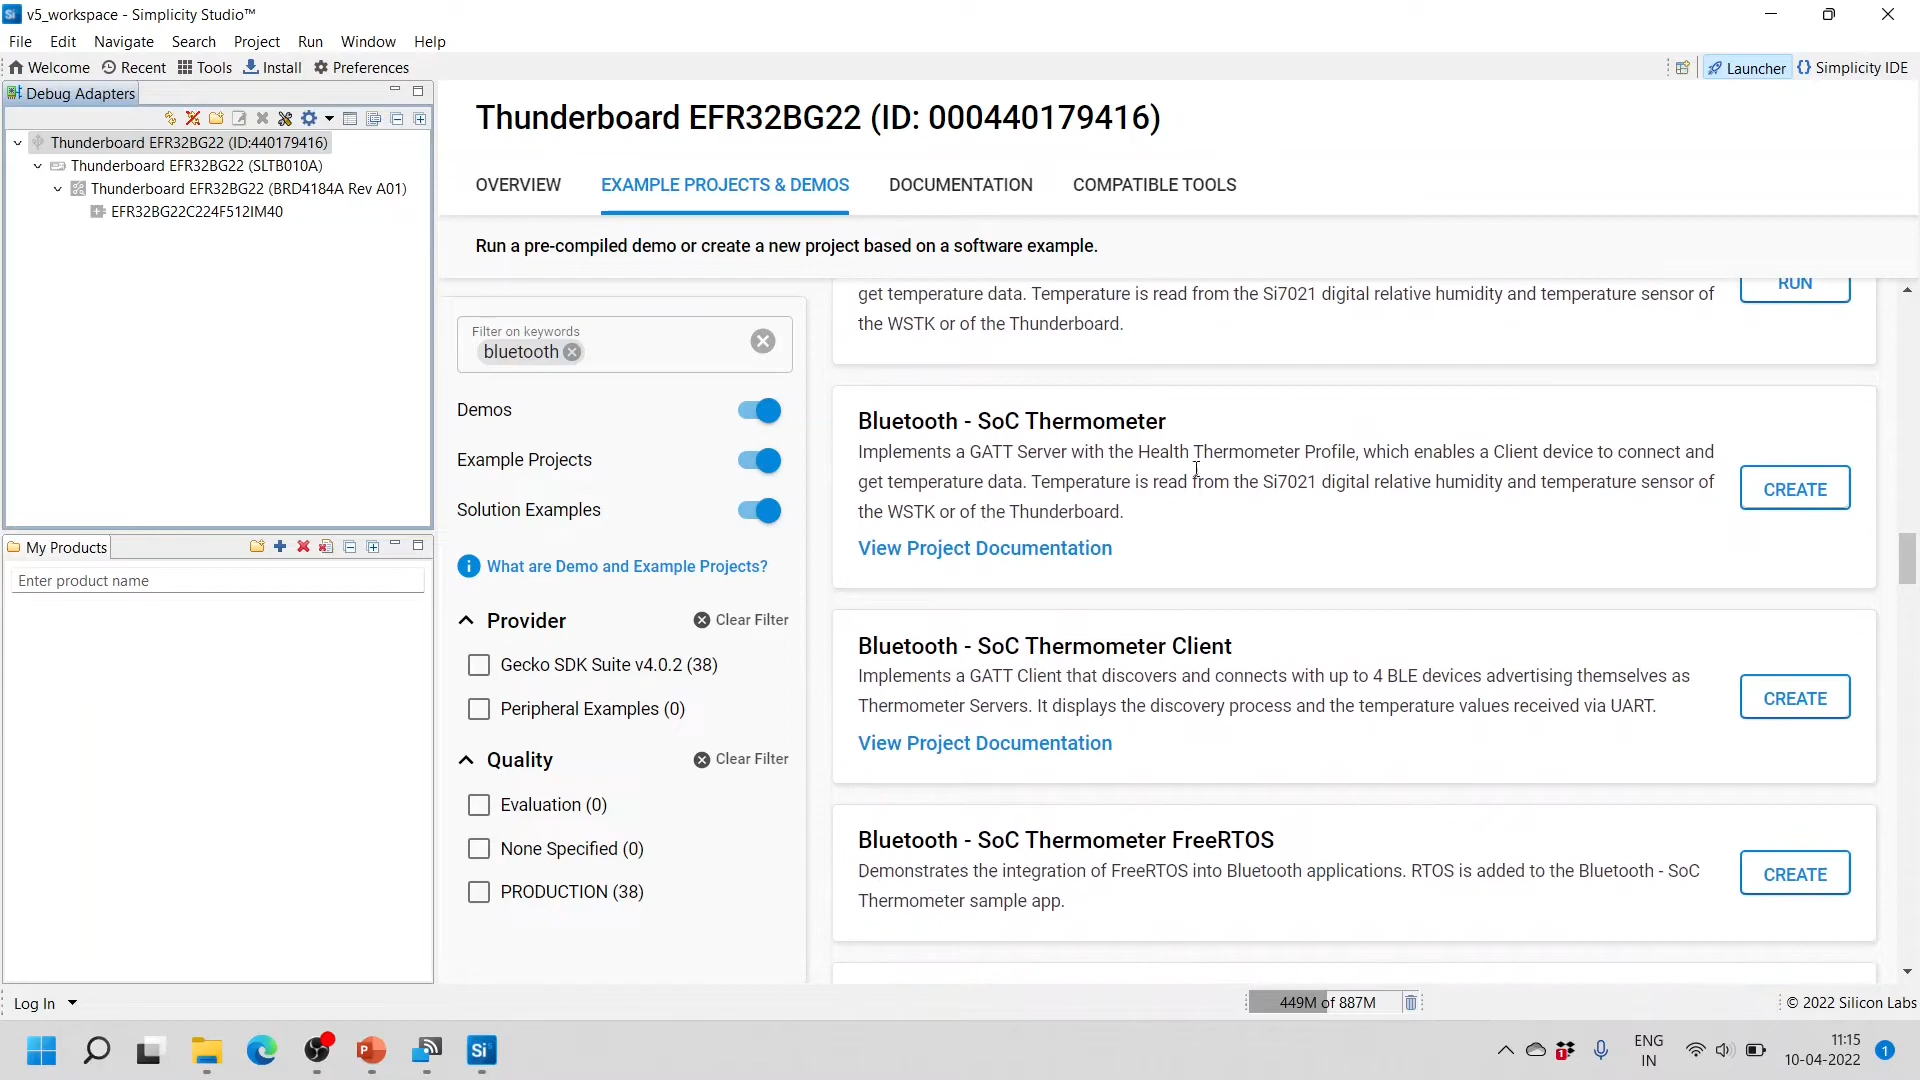 v5_workspace - Simplicity Studio™
File Edit Navigate Search Project Run Window Help
Welcome Recent Tools Install Preferences
Launcher Simplicity IDE
Debug Adapters
Thunderboard EFR32BG22 (ID:440179416)
Thunderboard EFR32BG22 (SLTB010A)
Thunderboard EFR32BG22 (BRD4184A Rev A01)
EFR32BG22C224F512IM40
My Products
Enter product name
Thunderboard EFR32BG22 (ID: 000440179416)
OVERVIEW EXAMPLE PROJECTS & DEMOS DOCUMENTATION COMPATIBLE TOOLS
Run a pre-compiled demo or create a new project based on a software example.
Filter on keywords
bluetooth
Demos
Example Projects
Solution Examples
What are Demo and Example Projects?
Provider Clear Filter
Gecko SDK Suite v4.0.2 (38)
Peripheral Examples (0)
Quality Clear Filter
Evaluation (0)
None Specified (0)
PRODUCTION (38)
get temperature data. Temperature is read from the Si7021 digital relative humidity and temperature sensor of
the WSTK or of the Thunderboard.
RUN
Bluetooth - SoC Thermometer
Implements a GATT Server with the Health Thermometer Profile, which enables a Client device to connect and
get temperature data. Temperature is read from the Si7021 digital relative humidity and temperature sensor of
the WSTK or of the Thunderboard.
View Project Documentation
CREATE
Bluetooth - SoC Thermometer Client
Implements a GATT Client that discovers and connects with up to 4 BLE devices advertising themselves as
Thermometer Servers. It displays the discovery process and the temperature values received via UART.
View Project Documentation
CREATE
Bluetooth - SoC Thermometer FreeRTOS
Demonstrates the integration of FreeRTOS into Bluetooth applications. RTOS is added to the Bluetooth - SoC
Thermometer sample app.
CREATE
Log In
449M of 887M
© 2022 Silicon Labs
ENG
IN
11:15
10-04-2022
1